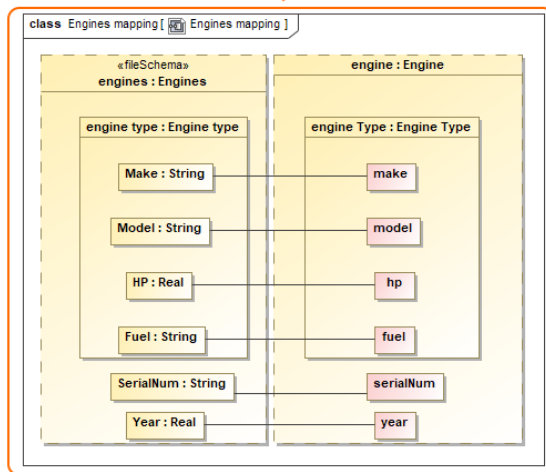 class Engines mapping [ Engines mapping ]
«fileSchema»
engines : Engines
engine : Engine
engine type : Engine type
engine Type : Engine Type
Make : String
make
Model : String
model
HP : Real
hp
Fuel : String
fuel
SerialNum : String
serialNum
Year : Real
year